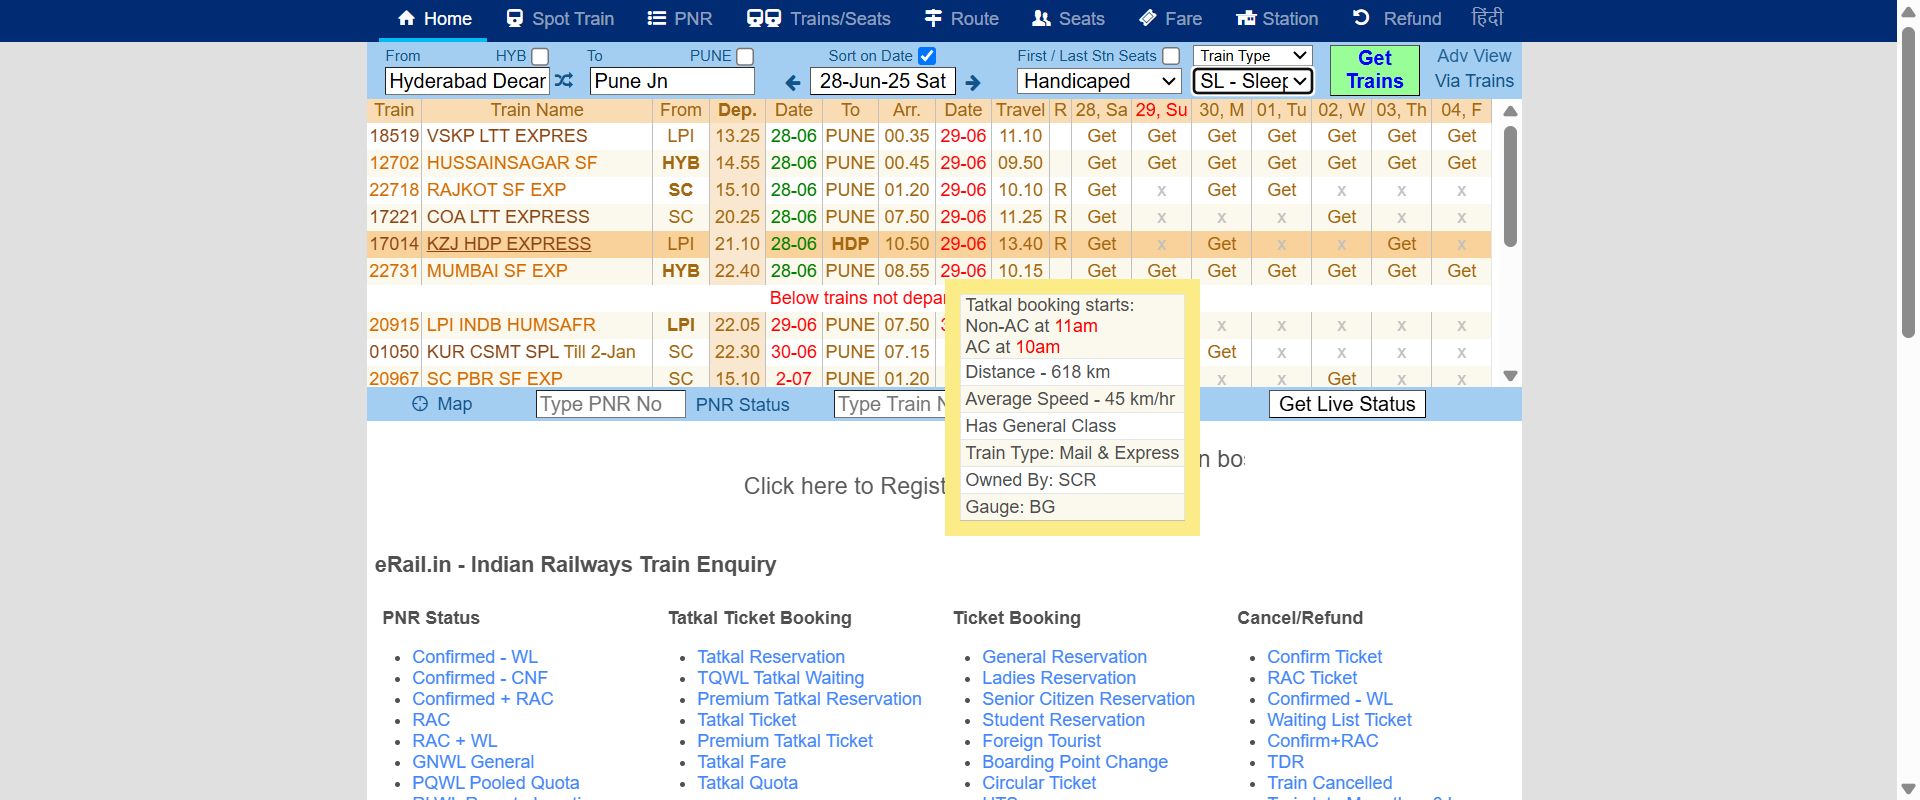 Home Spot Train PNR Trains/Seats Route Seats Fare Station Refund हिंदी
From HYB To PUNE Sort on Date First / Last Stn Seats Train Type Get Trains Adv View
Hyderabad Decar Pune Jn 28-Jun-25 Sat Handicaped SL - Sleep Via Trains
Train Train Name From Dep. Date To Arr. Date Travel R 28, Sa 29, Su 30, M 01, Tu 02, W 03, Th 04, F
18519 VSKP LTT EXPRES LPI 13.25 28-06 PUNE 00.35 29-06 11.10 Get Get Get Get Get Get Get
12702 HUSSAINSAGAR SF HYB 14.55 28-06 PUNE 00.45 29-06 09.50 Get Get Get Get Get Get Get
22718 RAJKOT SF EXP SC 15.10 28-06 PUNE 01.20 29-06 10.10 R Get x Get Get x x x
17221 COA LTT EXPRESS SC 20.25 28-06 PUNE 07.50 29-06 11.25 R Get x x x Get x x
17014 KZJ HDP EXPRESS LPI 21.10 28-06 HDP 10.50 29-06 13.40 R Get x Get x x Get x
22731 MUMBAI SF EXP HYB 22.40 28-06 PUNE 08.55 29-06 10.15 Get Get Get Get Get Get Get
Below trains not depar
20915 LPI INDB HUMSAFR LPI 22.05 29-06 PUNE 07.50 x x x x x
01050 KUR CSMT SPL Till 2-Jan SC 22.30 30-06 PUNE 07.15 Get x x x x
20967 SC PBR SF EXP SC 15.10 2-07 PUNE 01.20 x x Get x x
Tatkal booking starts:
Non-AC at 11am
AC at 10am
Distance - 618 km
Average Speed - 45 km/hr
Has General Class
Train Type: Mail & Express
Owned By: SCR
Gauge: BG
Map Type PNR No PNR Status Type Train N Get Live Status
n bo
Click here to Regist
eRail.in - Indian Railways Train Enquiry
PNR Status
Confirmed - WL
Confirmed - CNF
Confirmed + RAC
RAC
RAC + WL
GNWL General
PQWL Pooled Quota
Tatkal Ticket Booking
Tatkal Reservation
TQWL Tatkal Waiting
Premium Tatkal Reservation
Tatkal Ticket
Premium Tatkal Ticket
Tatkal Fare
Tatkal Quota
Ticket Booking
General Reservation
Ladies Reservation
Senior Citizen Reservation
Student Reservation
Foreign Tourist
Boarding Point Change
Circular Ticket
Cancel/Refund
Confirm Ticket
RAC Ticket
Confirmed - WL
Waiting List Ticket
Confirm+RAC
TDR
Train Cancelled